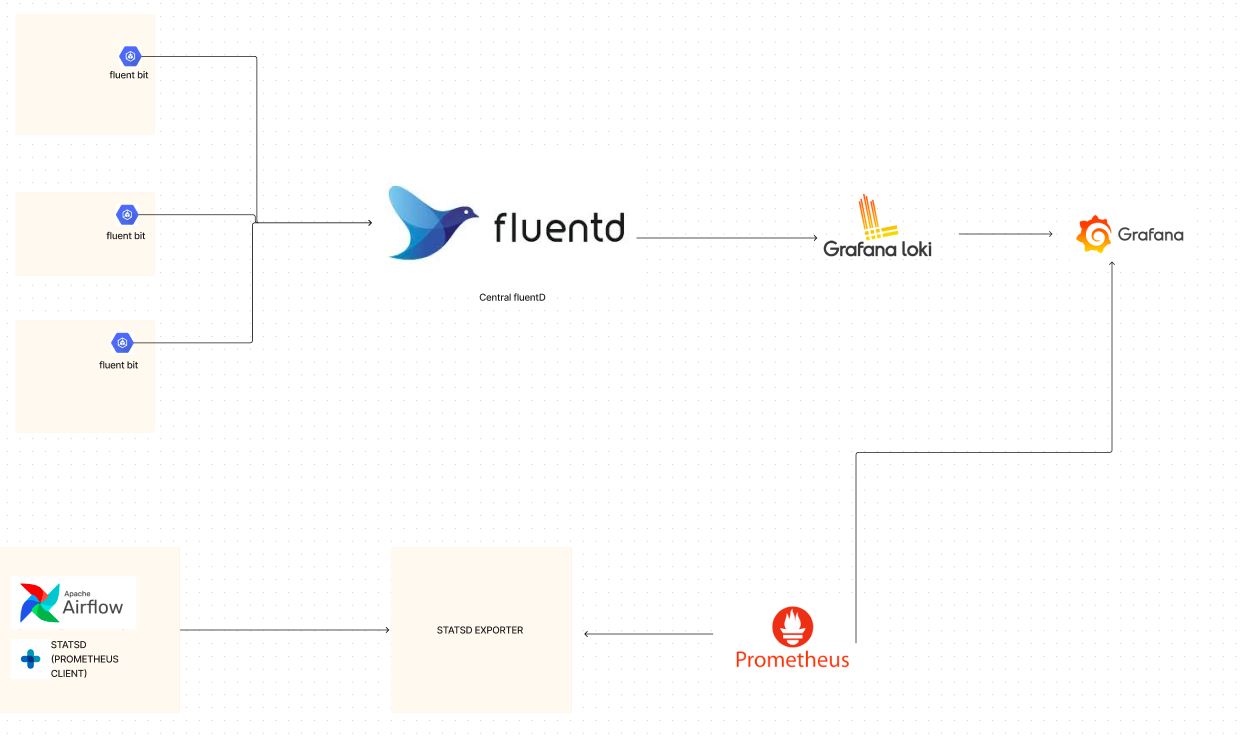 fluent bit
fluent bit
fluentd
Grafana loki
Grafana
Central fluentD
fluent bit
Apache
Airflow
STATSD
(PROMETHEUS
CLIENT)
STATSD EXPORTER
Prometheus